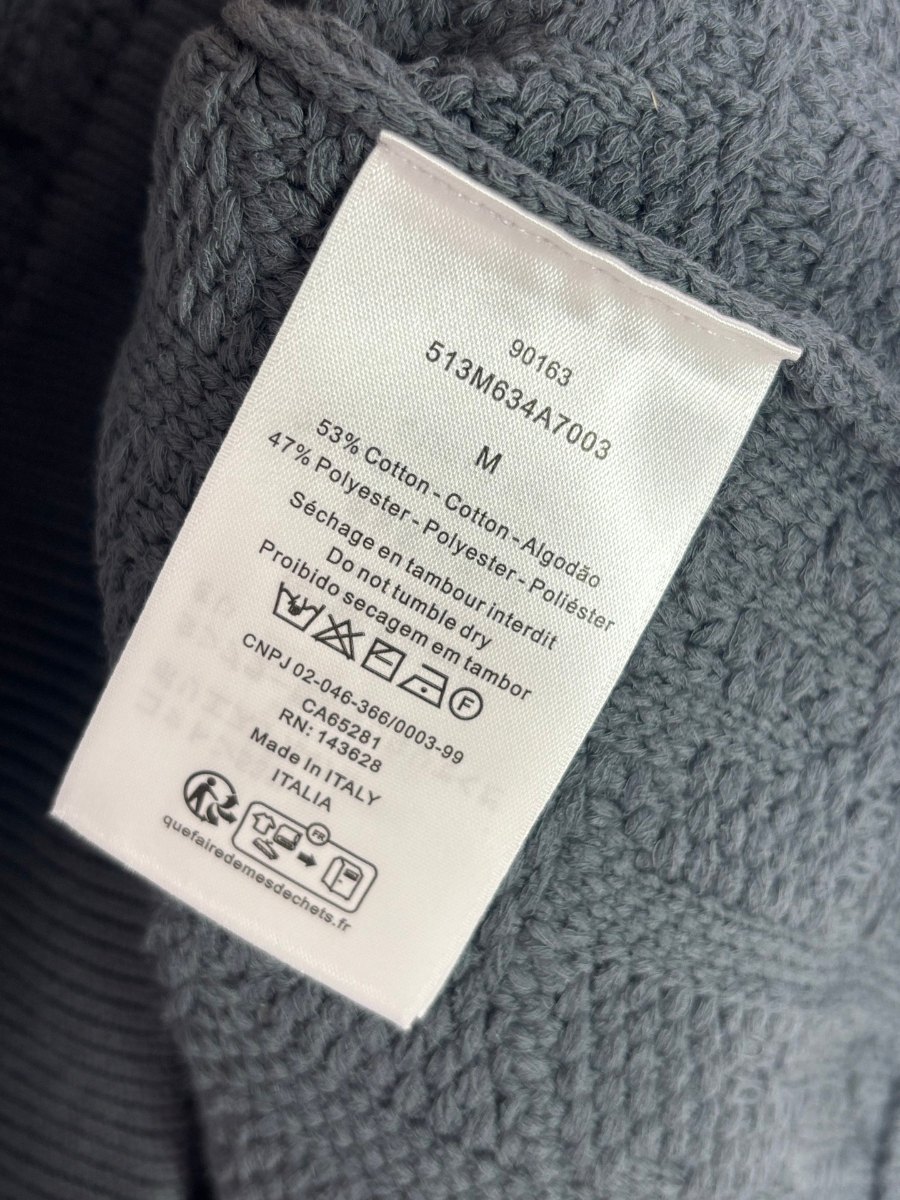 90163
513M634A7003
M
53% Cotton - Cotton - Algodão
47% Polyester - Polyester - Poliéster
Séchage en tambour interdit
Do not tumble dry
Proibido secagem em tambor
F
CNPJ 02-046-366/0003-99
CA65281
RN: 143628
Made In ITALY
ITALIA
FR
quefairedemesdechets.fr